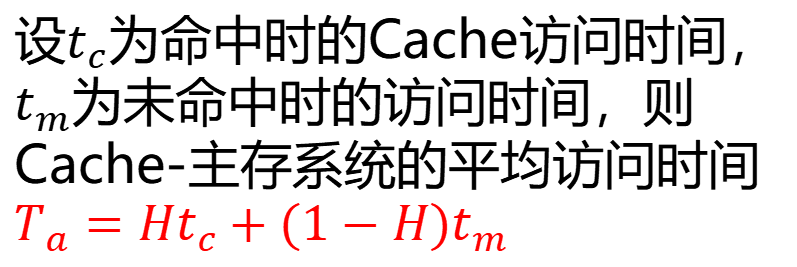 设t_c为命中时的Cache访问时间，
t_m为未命中时的访问时间，则
Cache-主存系统的平均访问时间
T_a = Ht_c + (1 − H)t_m